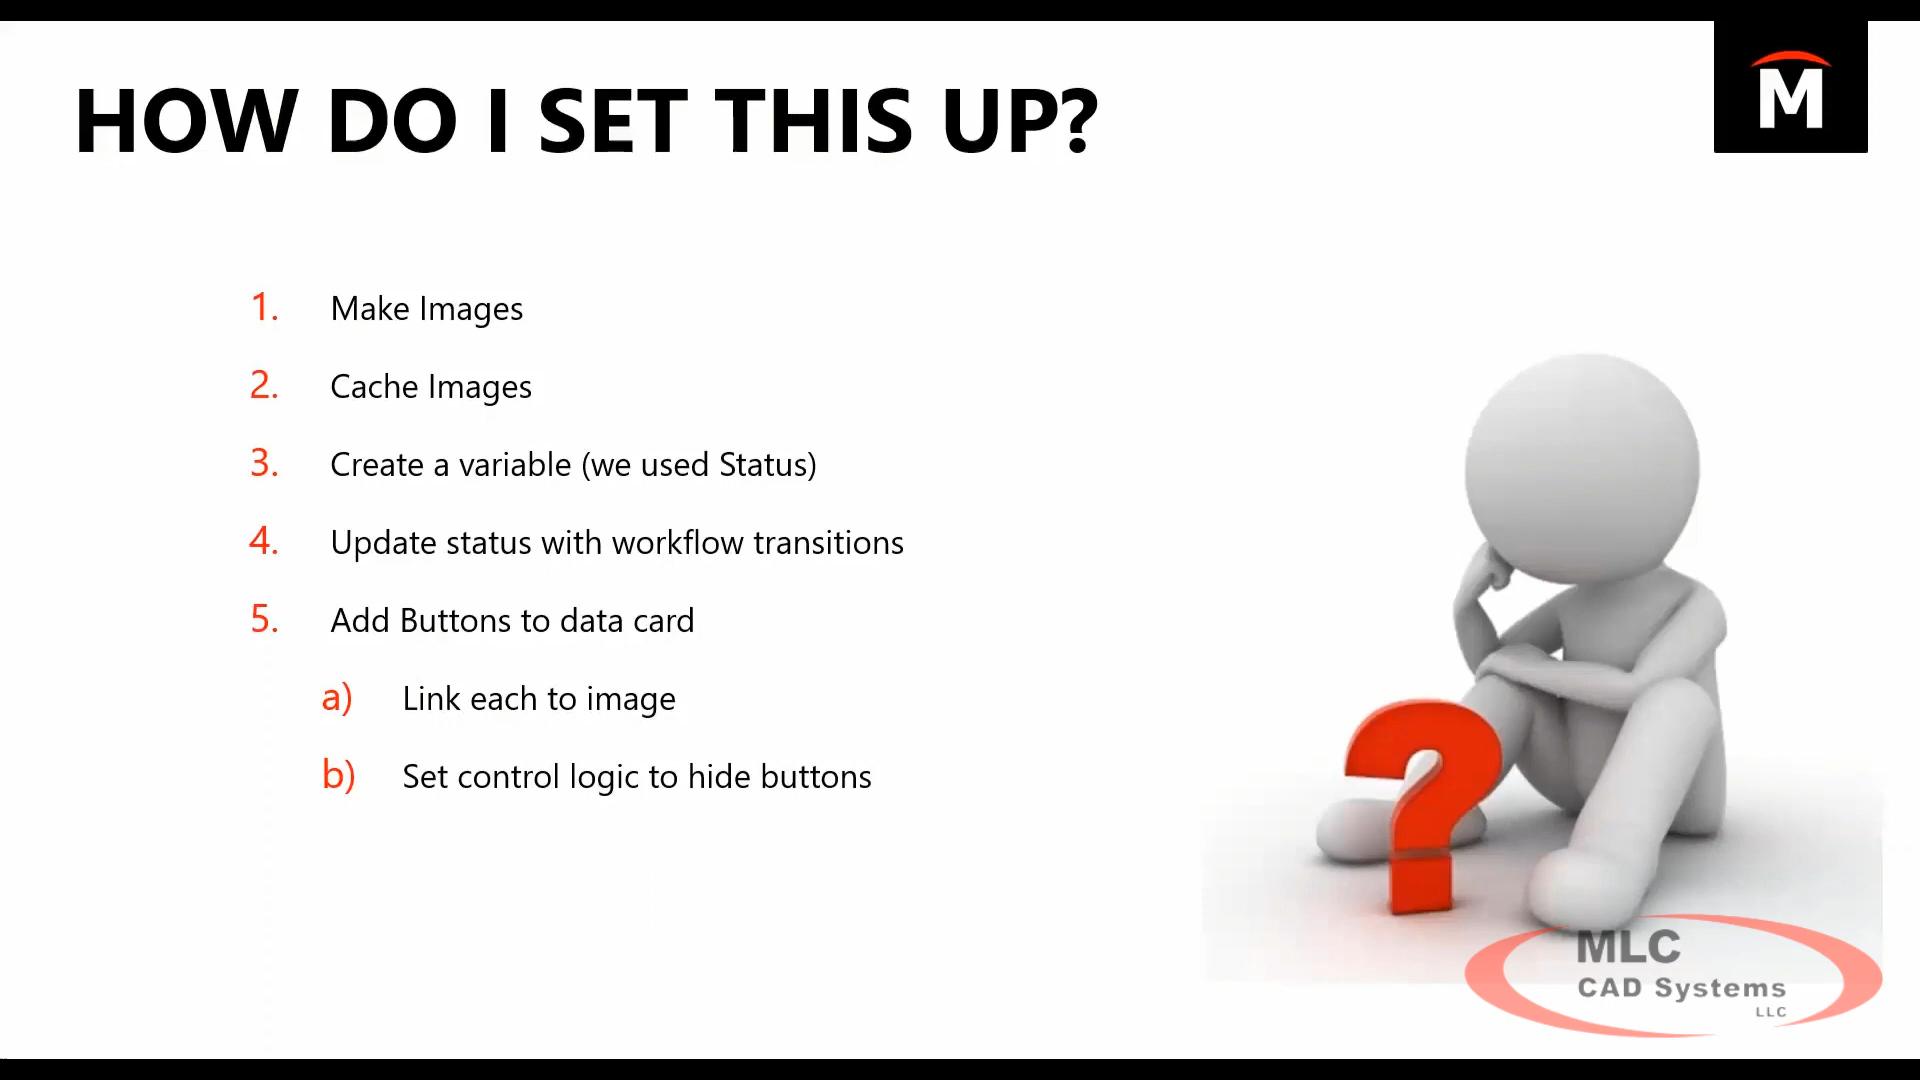 HOW DO I SET THIS UP?
M
1. Make Images
2. Cache Images
3. Create a variable (we used Status)
4. Update status with workflow transitions
5. Add Buttons to data card
a) Link each to image
b) Set control logic to hide buttons
?
MLC
CAD Systems
LLC